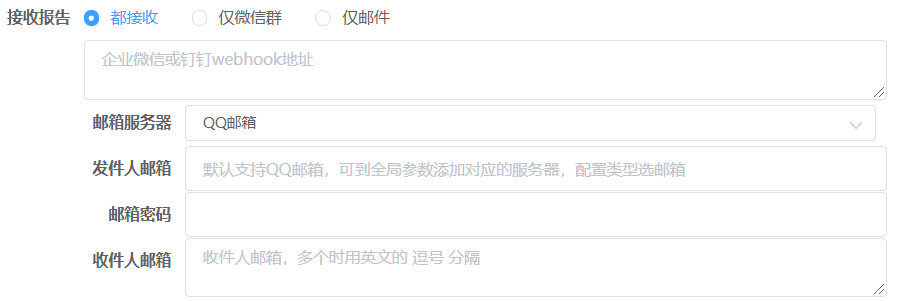 接收报告 都接收 仅微信群 仅邮件
企业微信或钉钉webhook地址
邮箱服务器 QQ邮箱
发件人邮箱 默认支持QQ邮箱，可到全局参数添加对应的服务器，配置类型选邮箱
邮箱密码
收件人邮箱 收件人邮箱，多个时用英文的 逗号 分隔